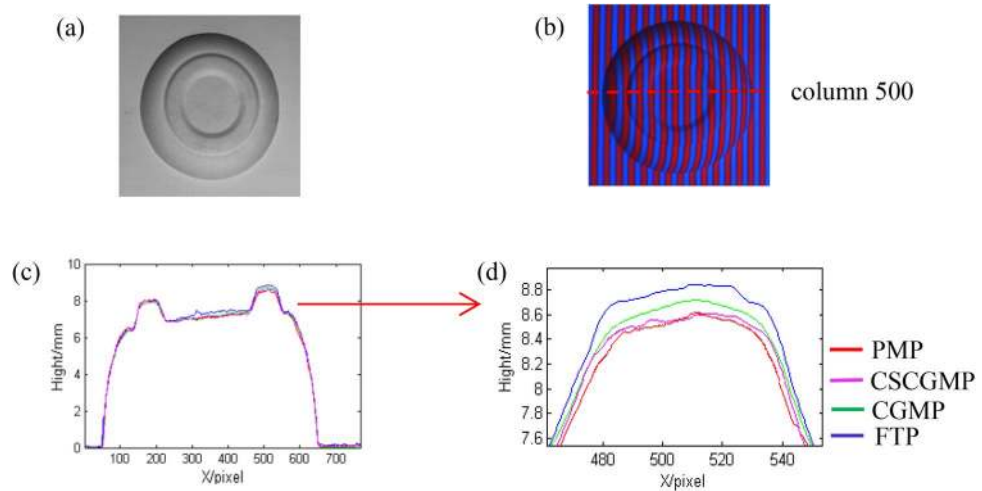 (a)
(b)
column 500
(c)
10
8
6
4
2
0
Hight/mm
100 200 300 400 500 600 700
X/pixel
(d)
8.8
8.6
8.4
8.2
8
7.8
7.6
Hight/mm
480 500 520 540
X/pixel
PMP
CSCGMP
CGMP
FTP